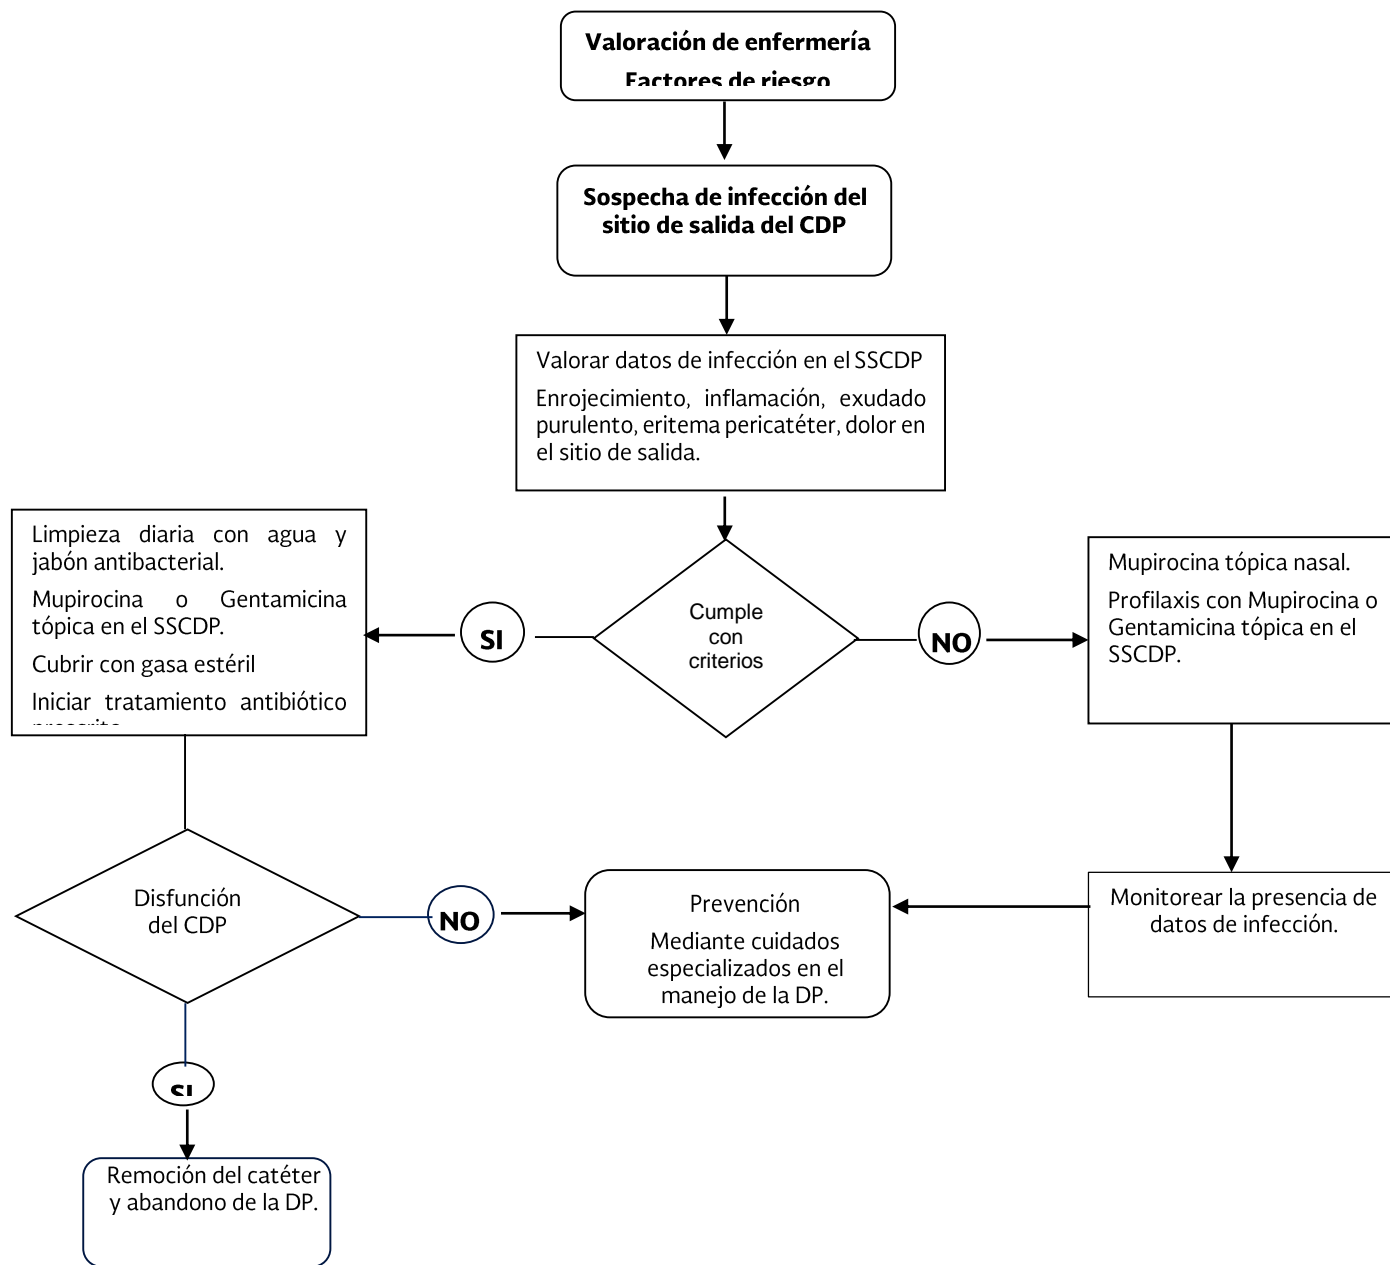 Valoración de enfermería
Factores de riesgo
Sospecha de infección del
sitio de salida del CDP
Valorar datos de infección en el SSCDP
Enrojecimiento, inflamación, exudado
purulento, eritema pericatéter, dolor en
el sitio de salida.
Limpieza diaria con agua y
jabón antibacterial.
Mupirocina o Gentamicina
tópica en el SSCDP.
Cubrir con gasa estéril
Iniciar tratamiento antibiótico
SI
Cumple
con
criterios
NO
Mupirocina tópica nasal.
Profilaxis con Mupirocina o
Gentamicina tópica en el
SSCDP.
Disfunción
del CDP
NO
Prevención
Mediante cuidados
especializados en el
manejo de la DP.
Monitorear la presencia de
datos de infección.
SI
Remoción del catéter
y abandono de la DP.